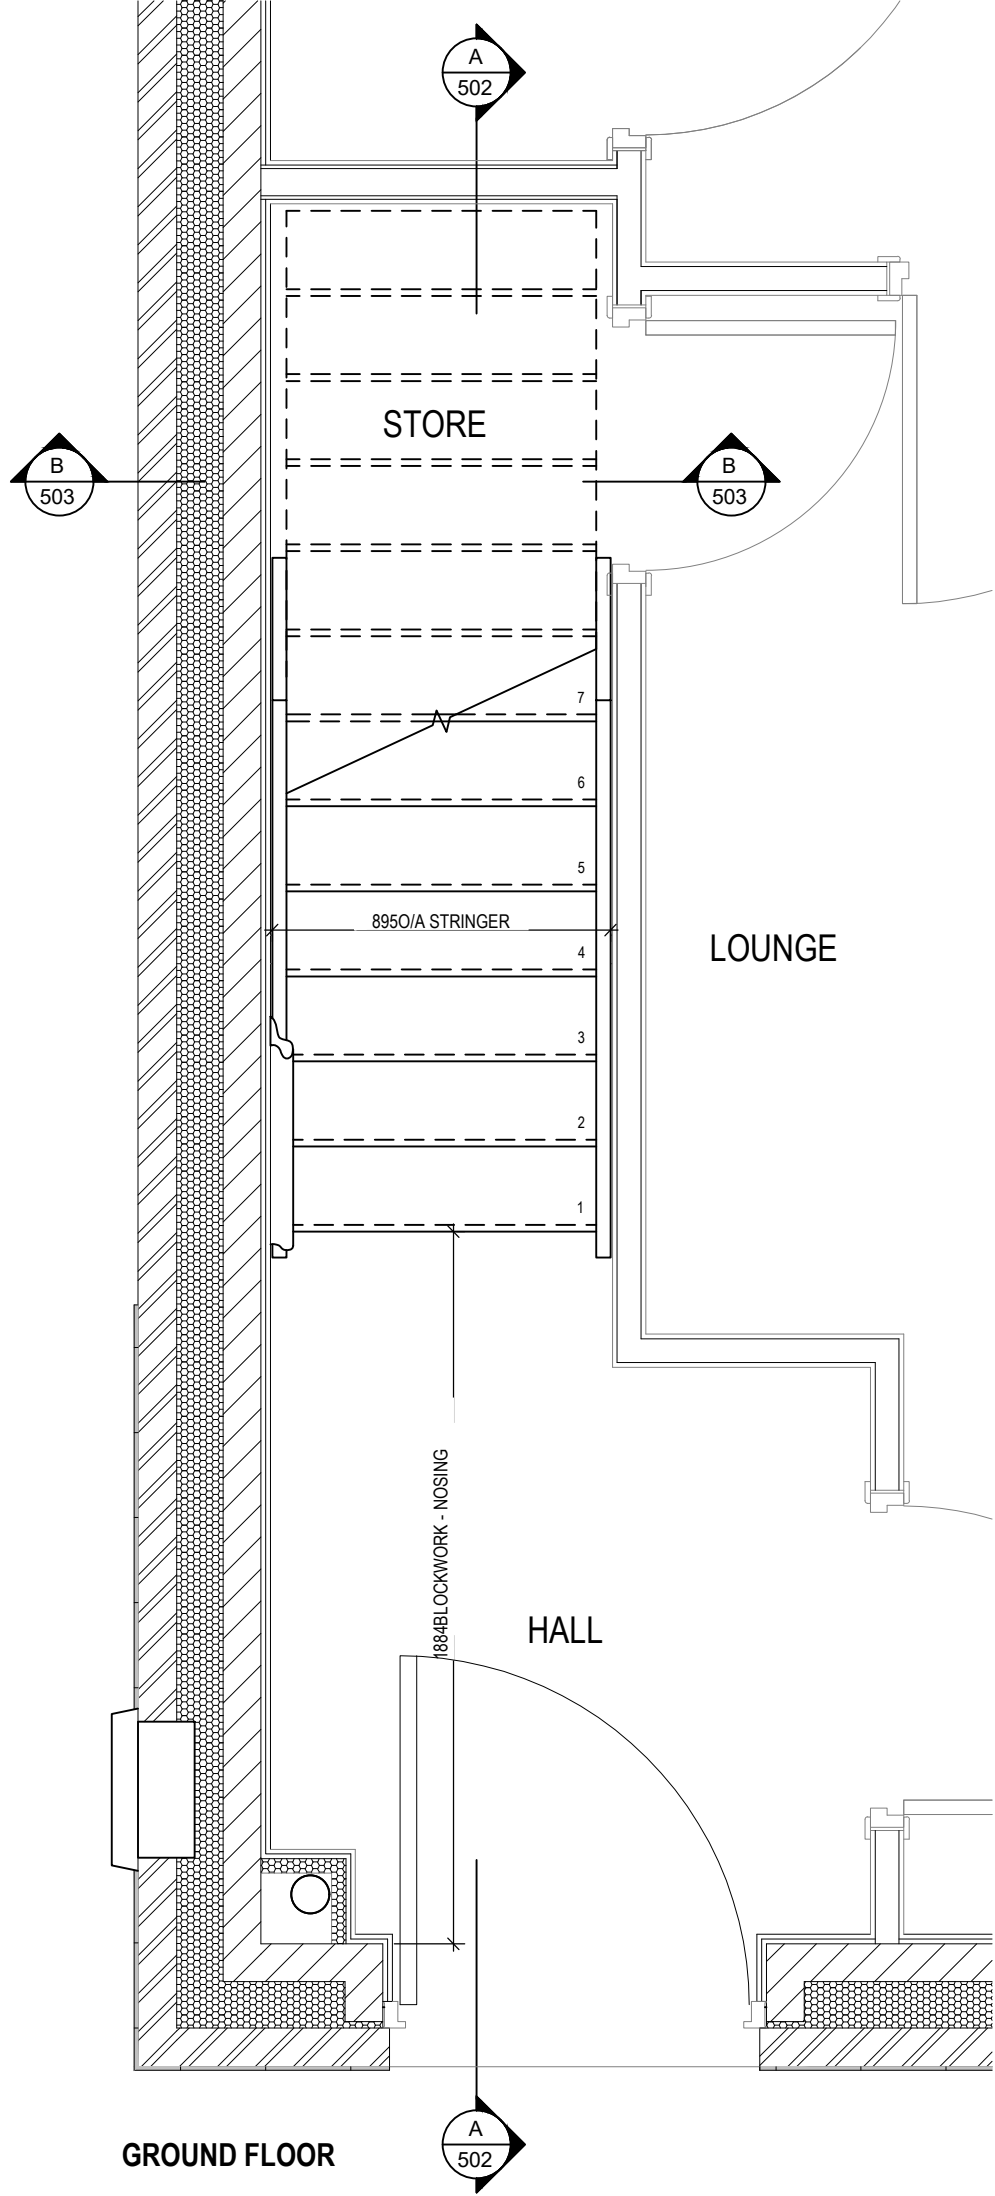 A
502
STORE
B
503
B
503
7
6
5
895O/A STRINGER
4
LOUNGE
3
2
1
1884BLOCKWORK - NOSING
HALL
GROUND FLOOR
A
502